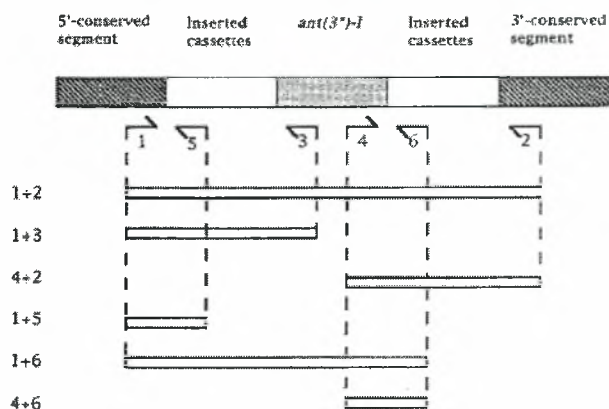 5'-conserved segment
Inserted cassettes
ant(3")-I
Inserted cassettes
3'-conserved segment
1 5 3 4 6 2
1+2
1+3
4+2
1+5
1+6
4+6